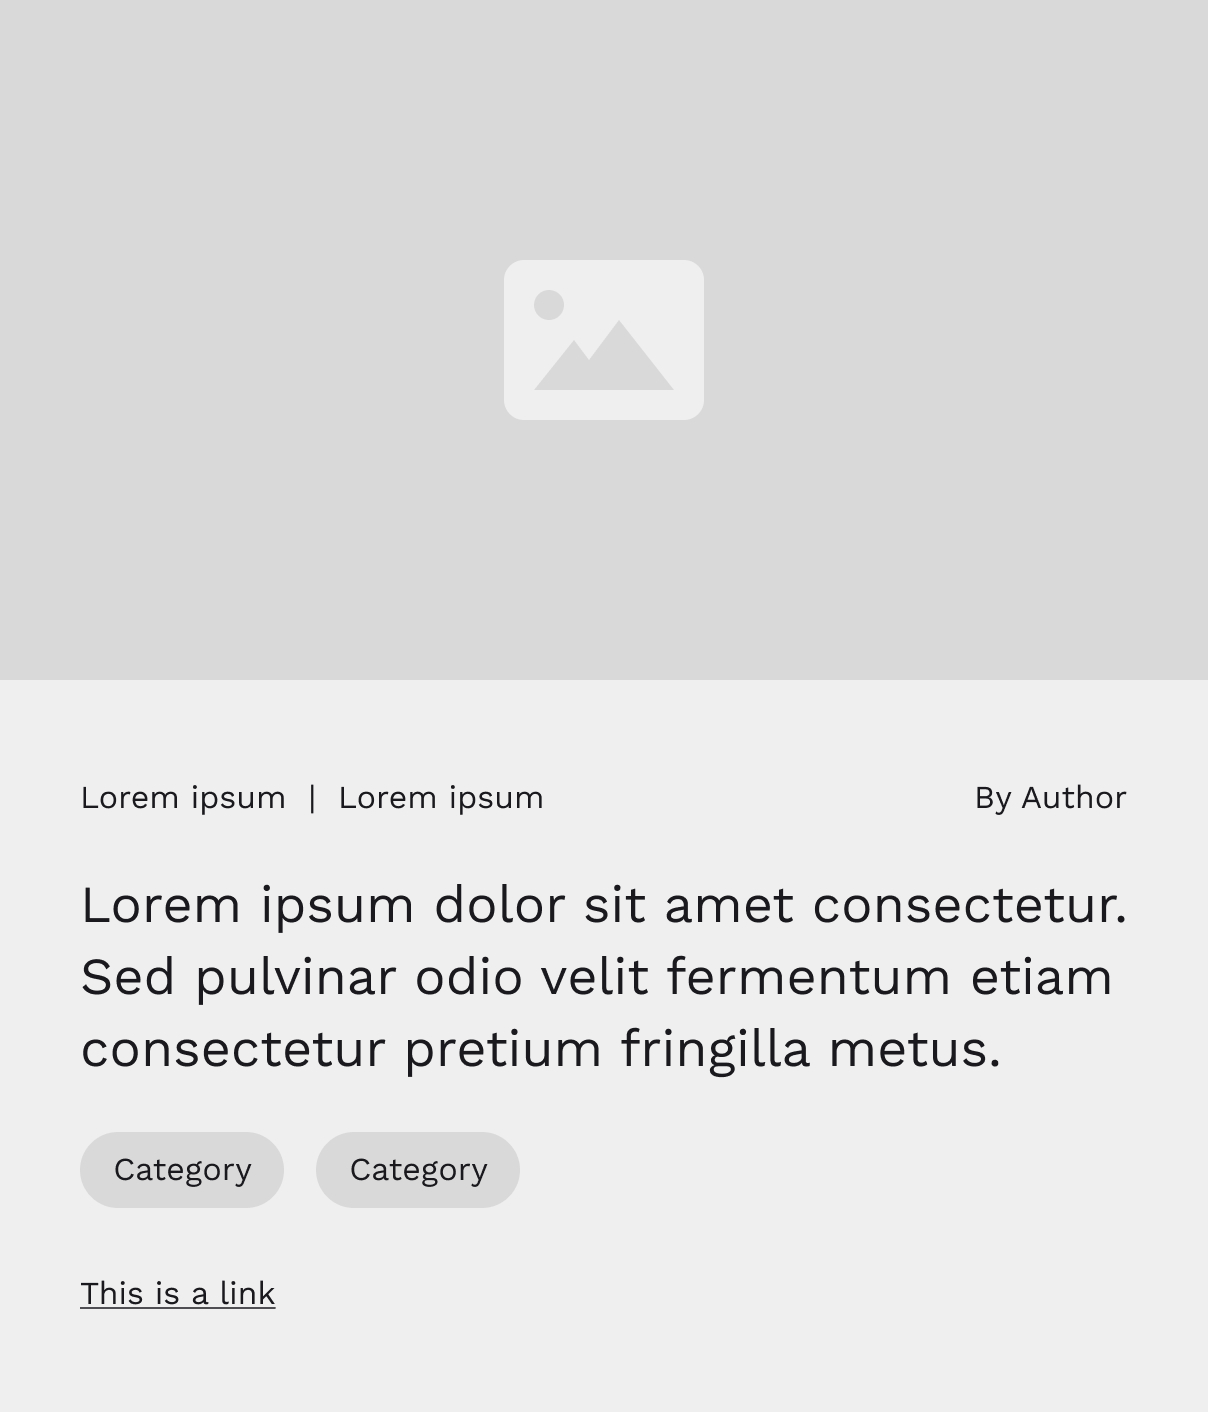 Lorem ipsum | Lorem ipsum By Author
Lorem ipsum dolor sit amet consectetur.
Sed pulvinar odio velit fermentum etiam
consectetur pretium fringilla metus.
Category Category
This is a link